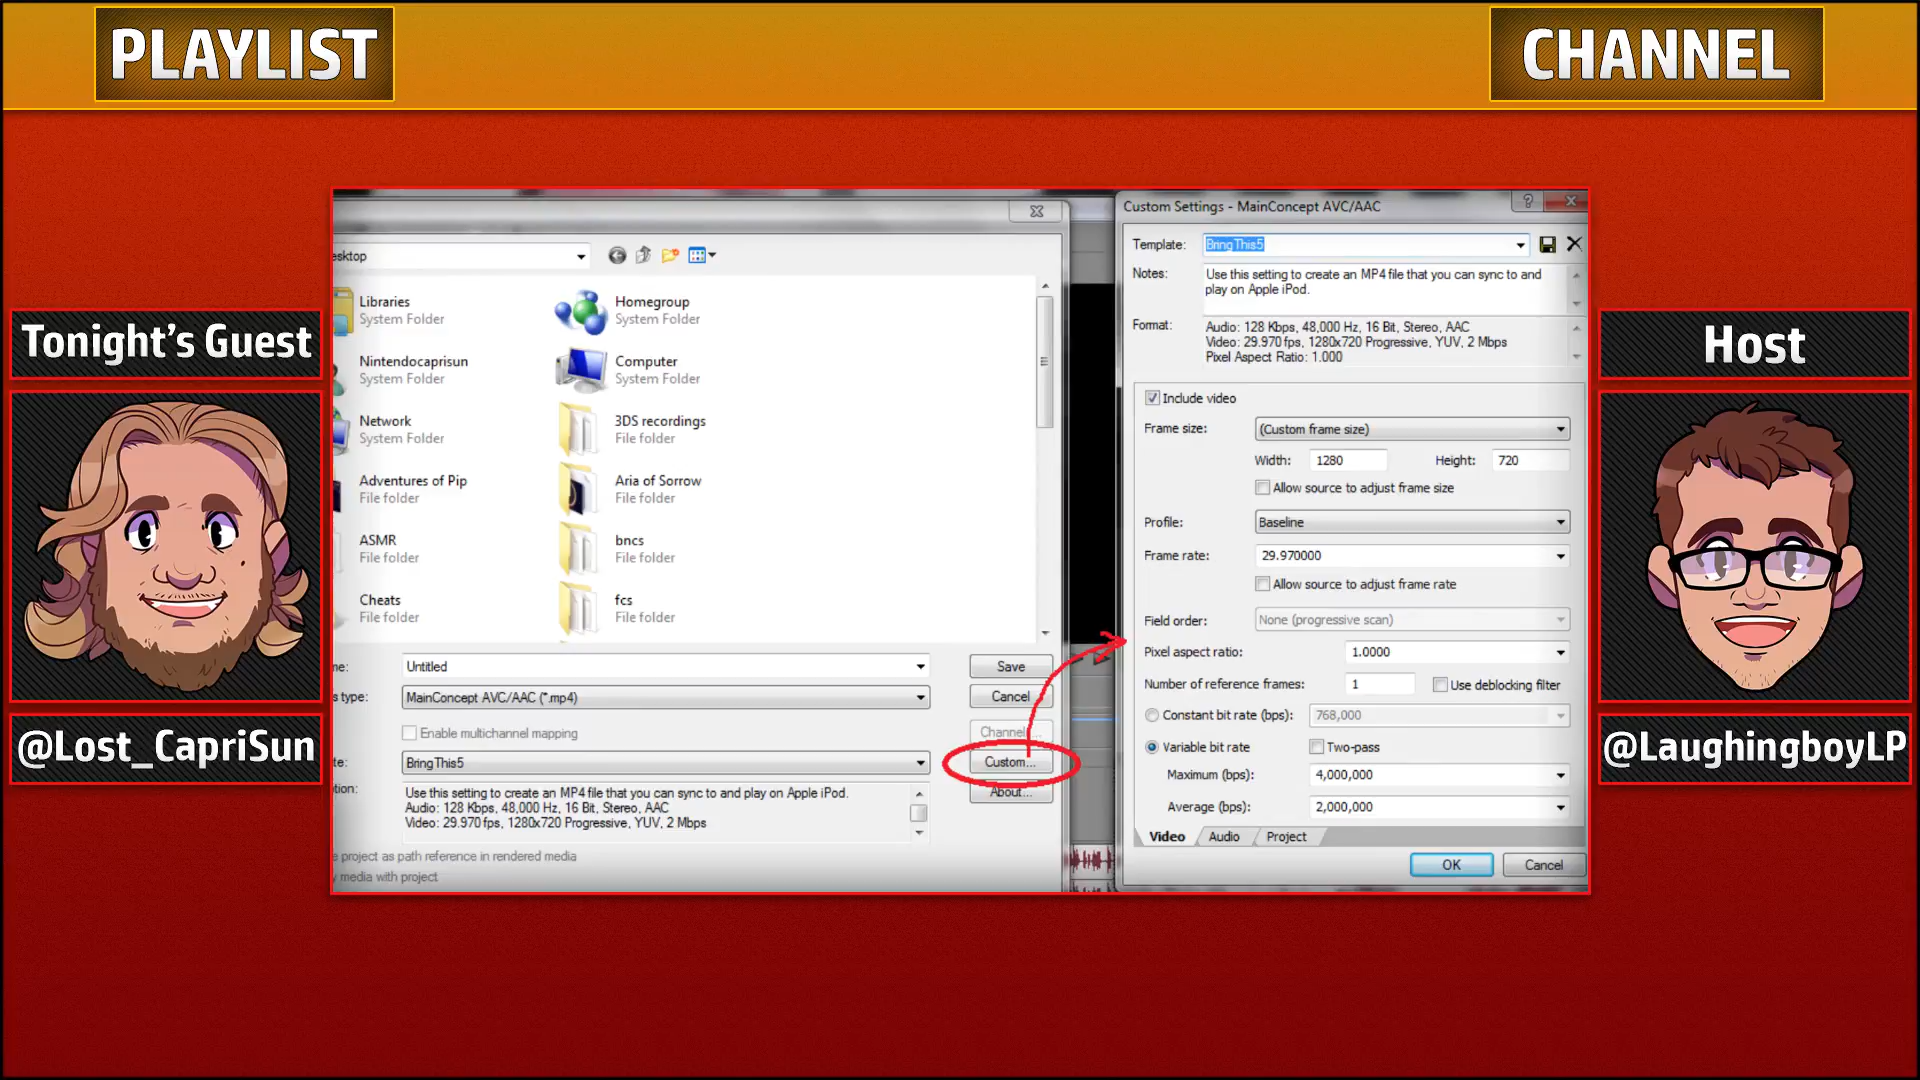 PLAYLIST
CHANNEL
Tonight's Guest
@Lost_CapriSun
Host
@LaughingboyLP
esktop
Libraries
System Folder
Homegroup
System Folder
Nintendocaprisun
System Folder
Computer
System Folder
Network
System Folder
3DS recordings
File folder
Adventures of Pip
File folder
Aria of Sorrow
File folder
ASMR
File folder
bncs
File folder
Cheats
File folder
fcs
File folder
ne: Untitled
Save
s type: MainConcept AVC/AAC (*.mp4)
Cancel
Enable multichannel mapping
Channel...
te: BringThis5
Custom...
tion: Use this setting to create an MP4 file that you can sync to and play on Apple iPod.
Audio: 128 Kbps, 48,000 Hz, 16 Bit, Stereo, AAC
Video: 29.970 fps, 1280x720 Progressive, YUV, 2 Mbps
About...
e project as path reference in rendered media
media with project
Custom Settings - MainConcept AVC/AAC
Template: BringThis5
Notes: Use this setting to create an MP4 file that you can sync to and
play on Apple iPod.
Format: Audio: 128 Kbps, 48,000 Hz, 16 Bit, Stereo, AAC
Video: 29.970 fps, 1280x720 Progressive, YUV, 2 Mbps
Pixel Aspect Ratio: 1.000
Include video
Frame size: (Custom frame size)
Width: 1280 Height: 720
Allow source to adjust frame size
Profile: Baseline
Frame rate: 29.970000
Allow source to adjust frame rate
Field order: None (progressive scan)
Pixel aspect ratio: 1.0000
Number of reference frames: 1 Use deblocking filter
Constant bit rate (bps): 768,000
Variable bit rate Two-pass
Maximum (bps): 4,000,000
Average (bps): 2,000,000
Video Audio Project
OK Cancel